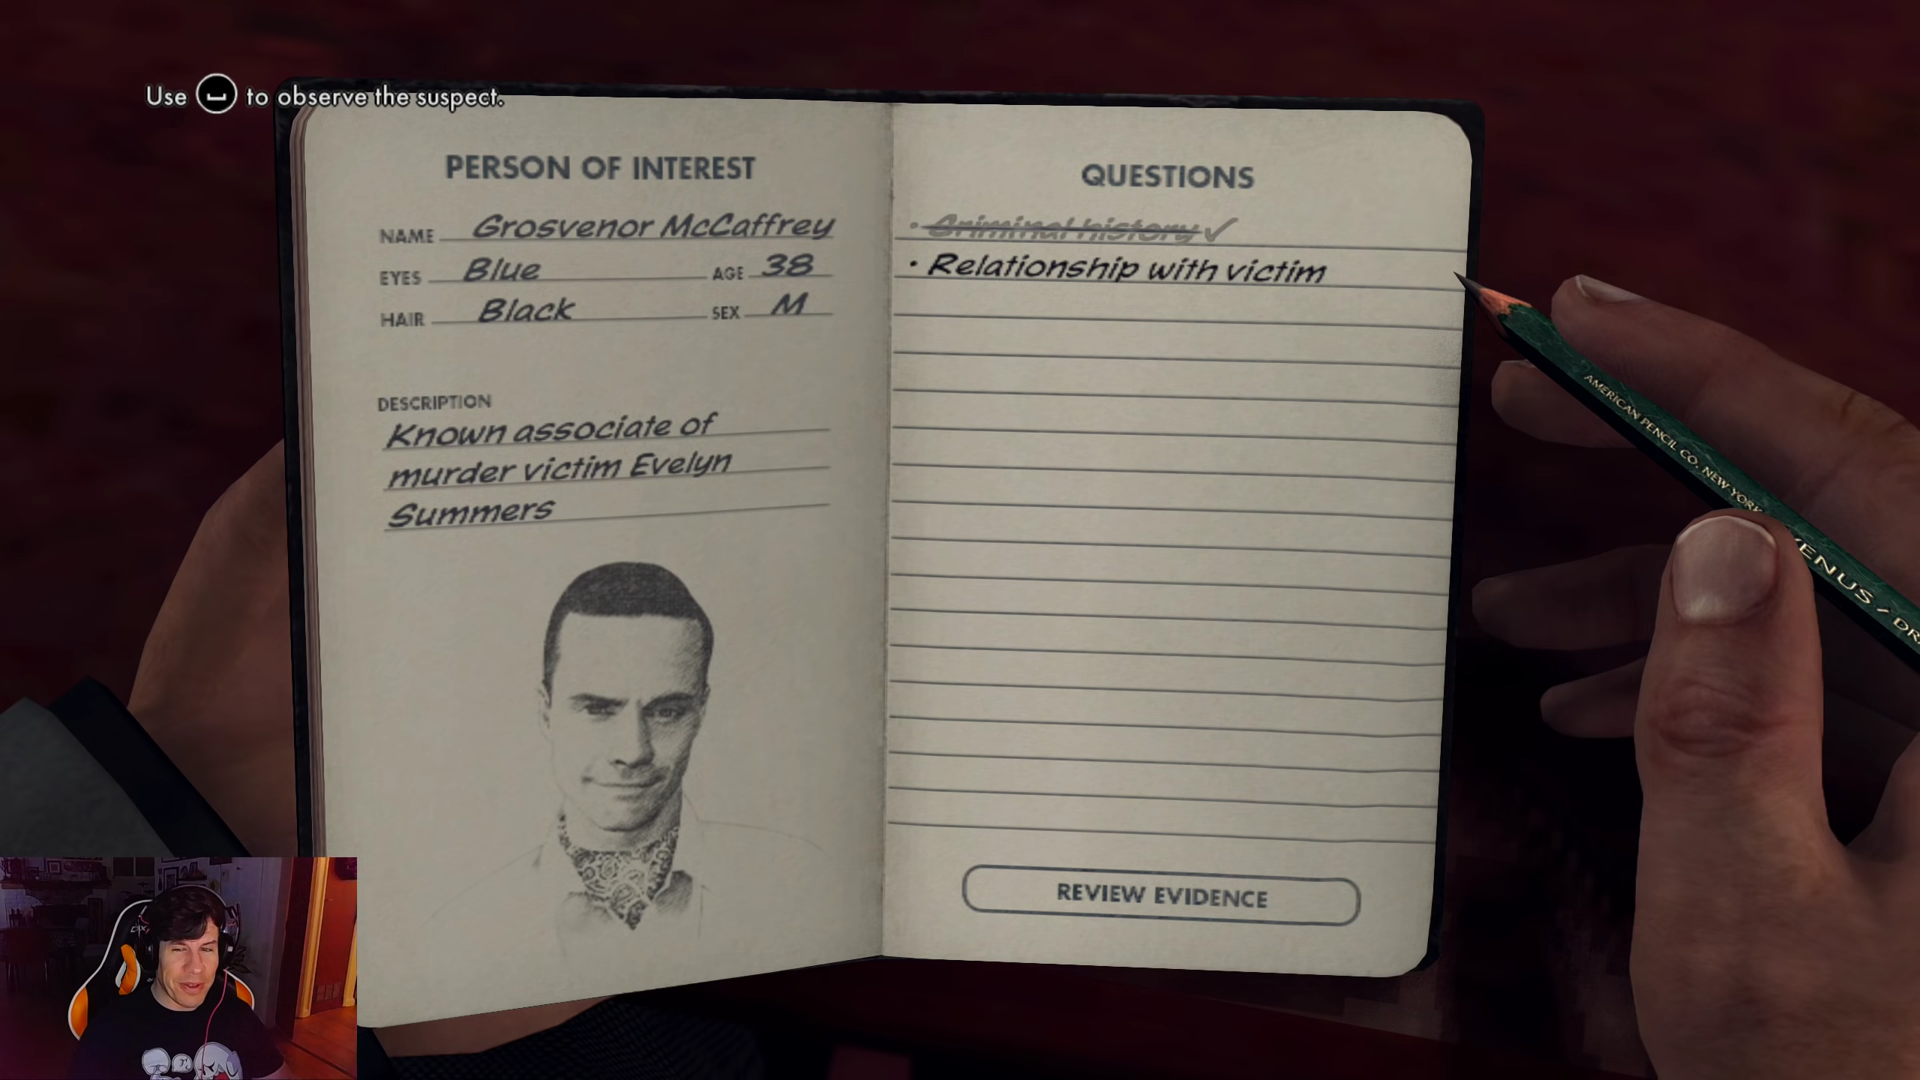 Use ⎵ to observe the suspect.
PERSON OF INTEREST
NAME Grosvenor McCaffrey
EYES Blue AGE 38
HAIR Black SEX M
DESCRIPTION
Known associate of
murder victim Evelyn
Summers
QUESTIONS
· Criminal history ✓
· Relationship with victim
REVIEW EVIDENCE
AMERICAN PENCIL CO. NEW YORK
VENUS / DR